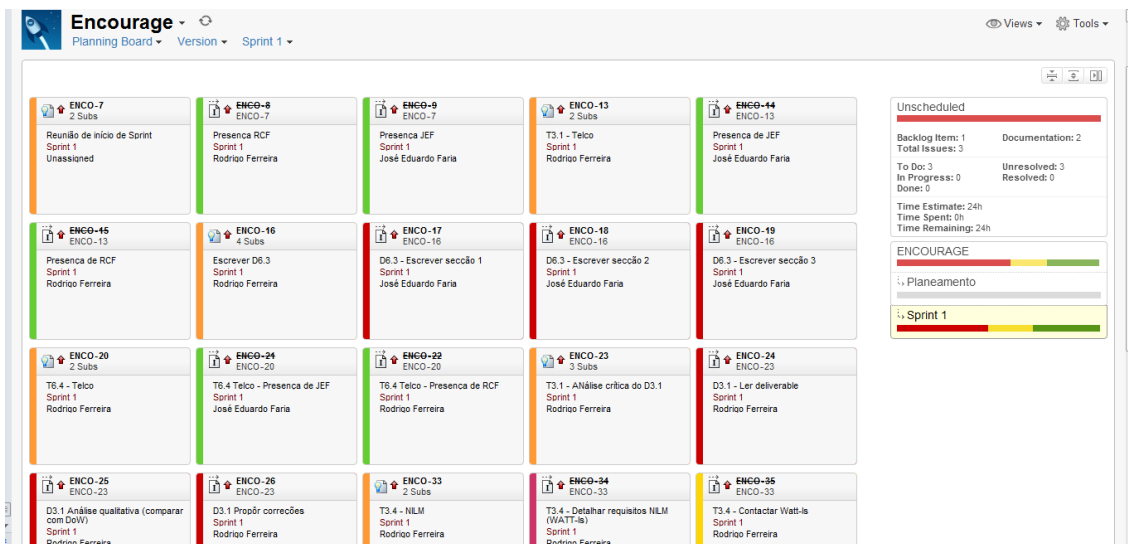 Encourage
Views
Tools
Planning Board
Version
Sprint 1
ENCO-7
2 Subs
Reunião de início de Sprint
Sprint 1
Unassigned
ENCO-8
ENCO-7
Presença RCF
Sprint 1
Rodrigo Ferreira
ENCO-9
ENCO-7
Presenca JEF
Sprint 1
José Eduardo Faria
ENCO-13
2 Subs
T3.1 - Telco
Sprint 1
Rodrigo Ferreira
ENCO-14
ENCO-13
Presença de JEF
Sprint 1
José Eduardo Faria
ENCO-15
ENCO-13
Presença de RCF
Sprint 1
Rodrigo Ferreira
ENCO-16
4 Subs
Escrever D6.3
Sprint 1
Rodrigo Ferreira
ENCO-17
ENCO-16
D6.3 - Escrever secção 1
Sprint 1
José Eduardo Faria
ENCO-18
ENCO-16
D6.3 - Escrever secção 2
Sprint 1
José Eduardo Faria
ENCO-19
ENCO-16
D6.3 - Escrever secção 3
Sprint 1
José Eduardo Faria
ENCO-20
2 Subs
T6.4 - Telco
Sprint 1
Rodrigo Ferreira
ENCO-21
ENCO-20
T6.4 Telco - Presença de JEF
Sprint 1
José Eduardo Faria
ENCO-22
ENCO-20
T6.4 Telco - Presença de RCF
Sprint 1
Rodrigo Ferreira
ENCO-23
3 Subs
T3.1 - ANálise crítica do D3.1
Sprint 1
Rodrigo Ferreira
ENCO-24
ENCO-23
D3.1 - Ler deliverable
Sprint 1
Rodrigo Ferreira
ENCO-25
ENCO-23
D3.1 Análise qualitativa (comparar
com DoW)
Sprint 1
Rodrigo Ferreira
ENCO-26
ENCO-23
D3.1 Propôr correcões
Sprint 1
Rodrigo Ferreira
ENCO-33
2 Subs
T3.4 - NILM
Sprint 1
Rodrigo Ferreira
ENCO-34
ENCO-33
T3.4 - Detalhar requisitos NILM
(WATT-Is)
Sprint 1
Rodrigo Ferreira
ENCO-35
ENCO-33
T3.4 - Contactar Watt-Is
Sprint 1
Rodrigo Ferreira
Unscheduled
Backlog Item: 1 Documentation: 2
Total Issues: 3
To Do: 3 Unresolved: 3
In Progress: 0 Resolved: 0
Done: 0
Time Estimate: 24h
Time Spent: 0h
Time Remaining: 24h
ENCOURAGE
Planeamento
Sprint 1